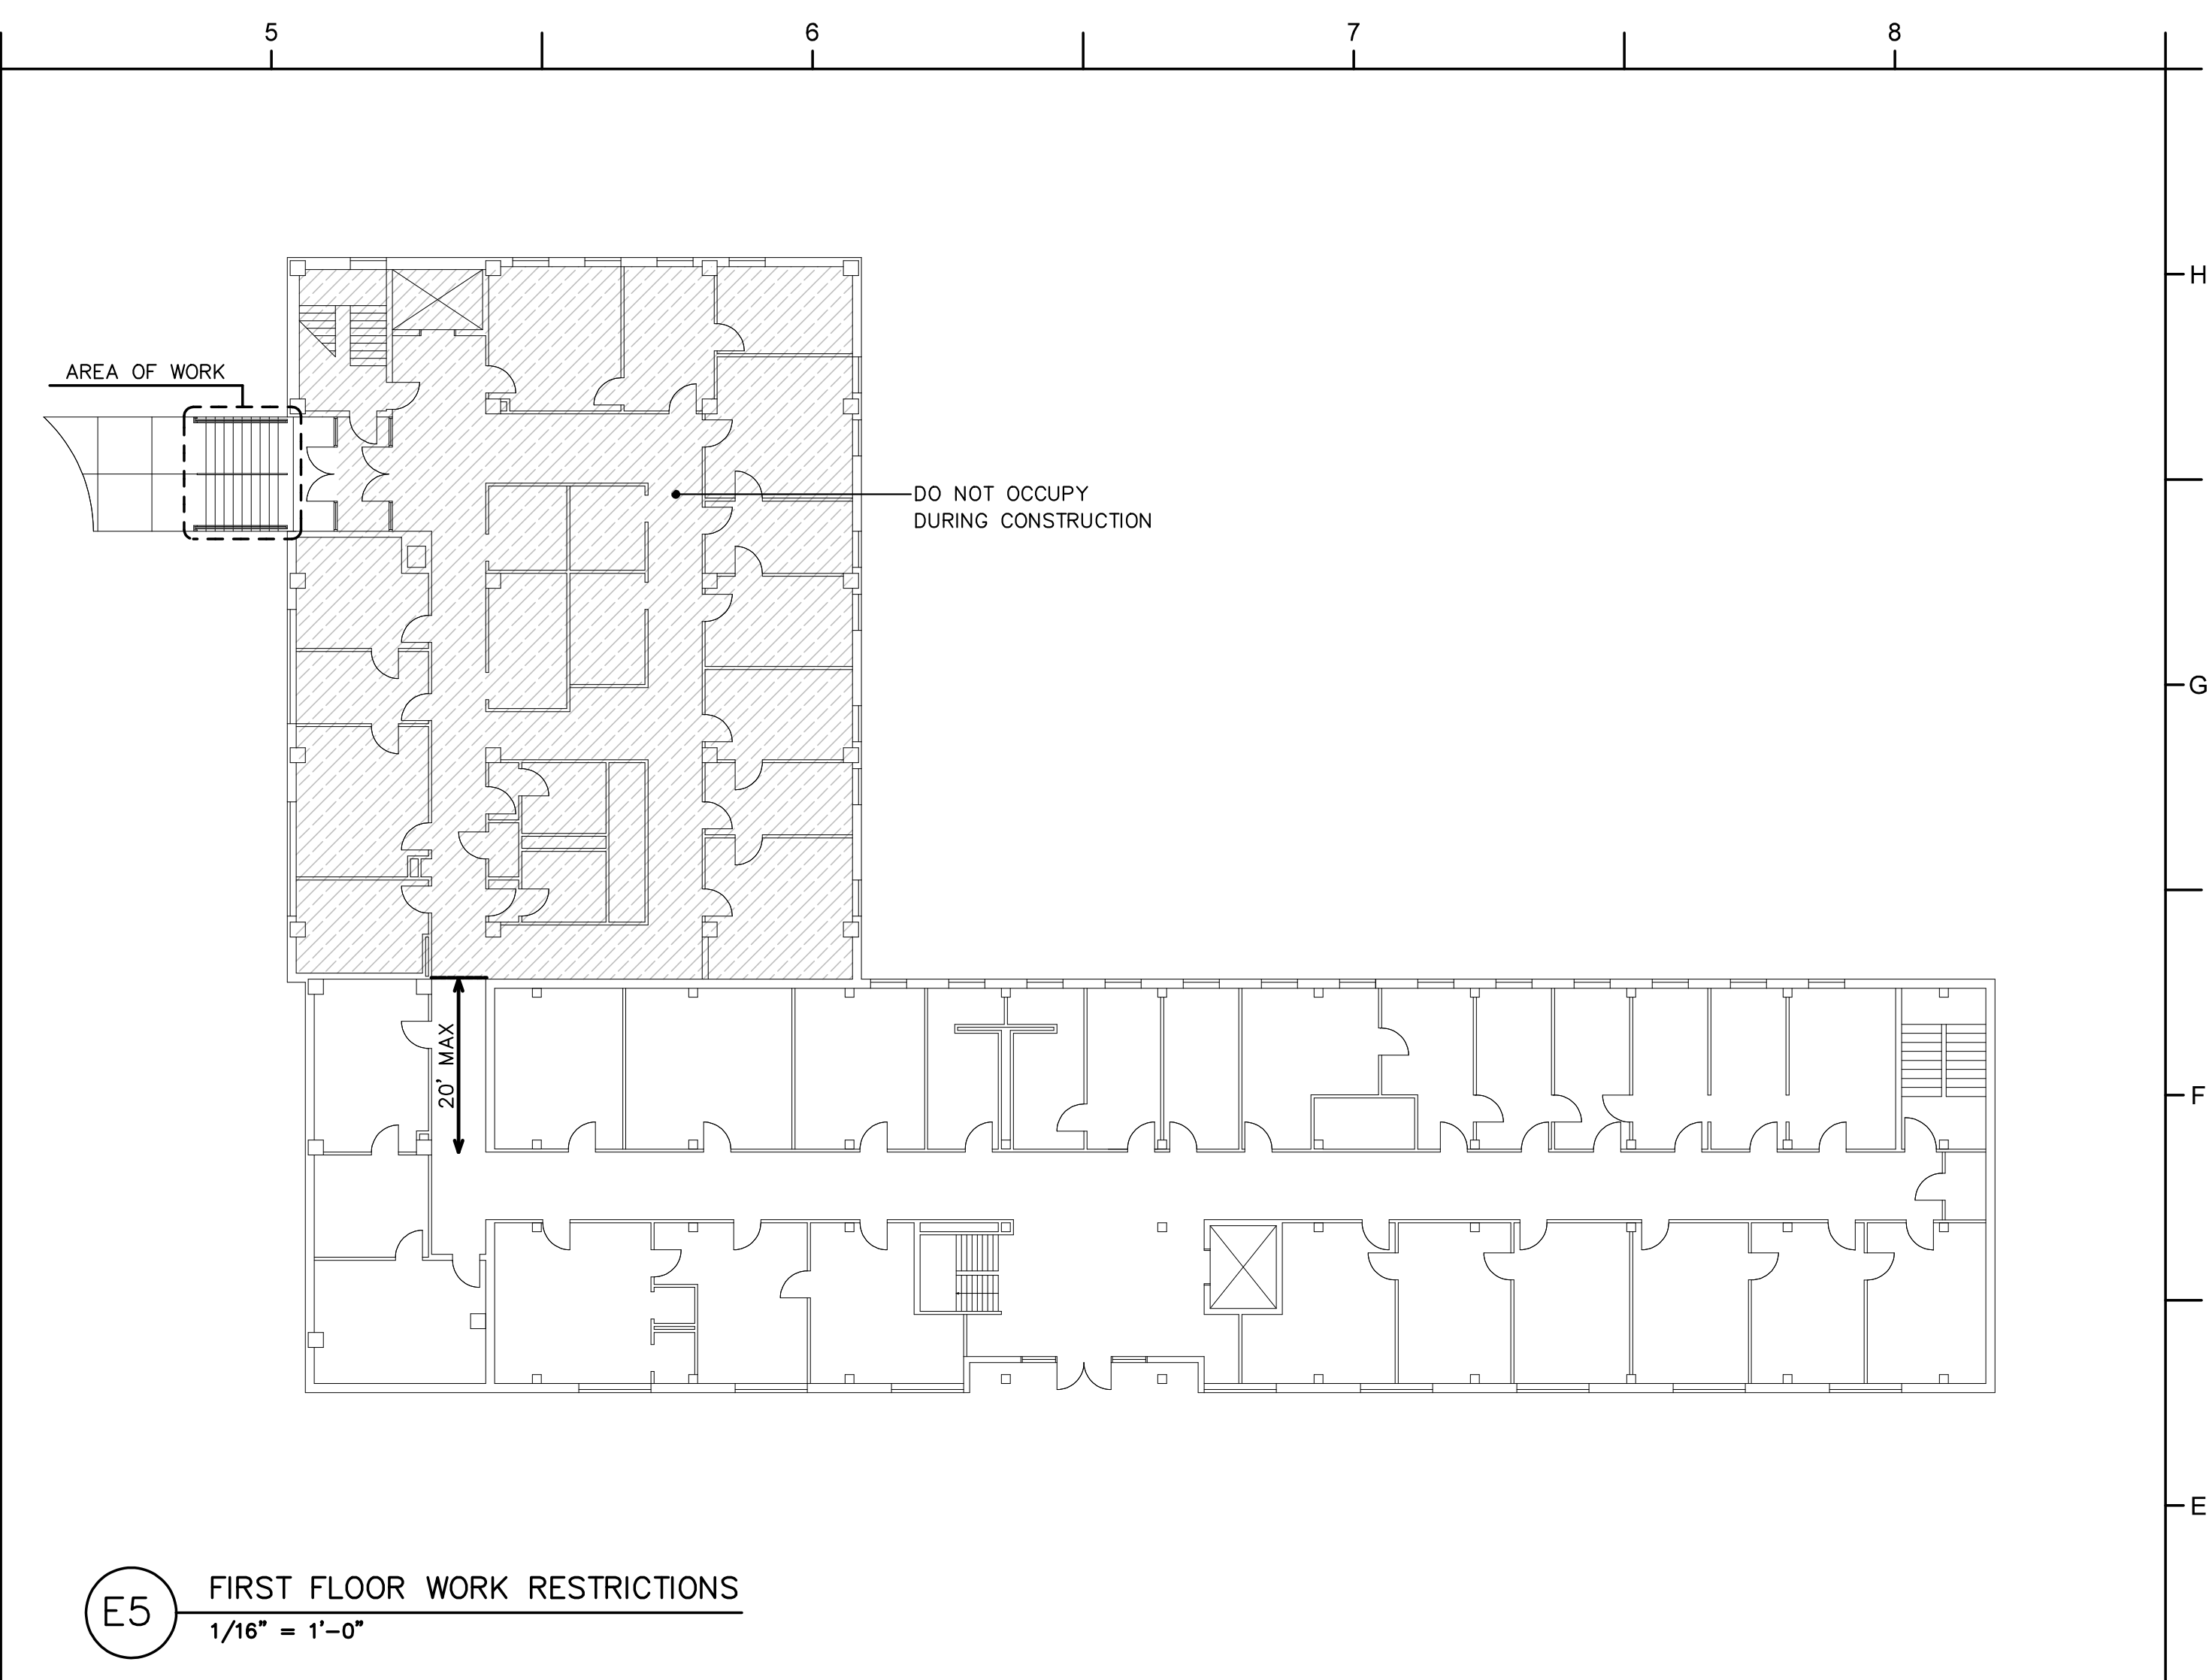 5 6 7 8
H
AREA OF WORK
DO NOT OCCUPY
DURING CONSTRUCTION
G
20' MAX
F
E
E5
FIRST FLOOR WORK RESTRICTIONS
1/16" = 1'-0"